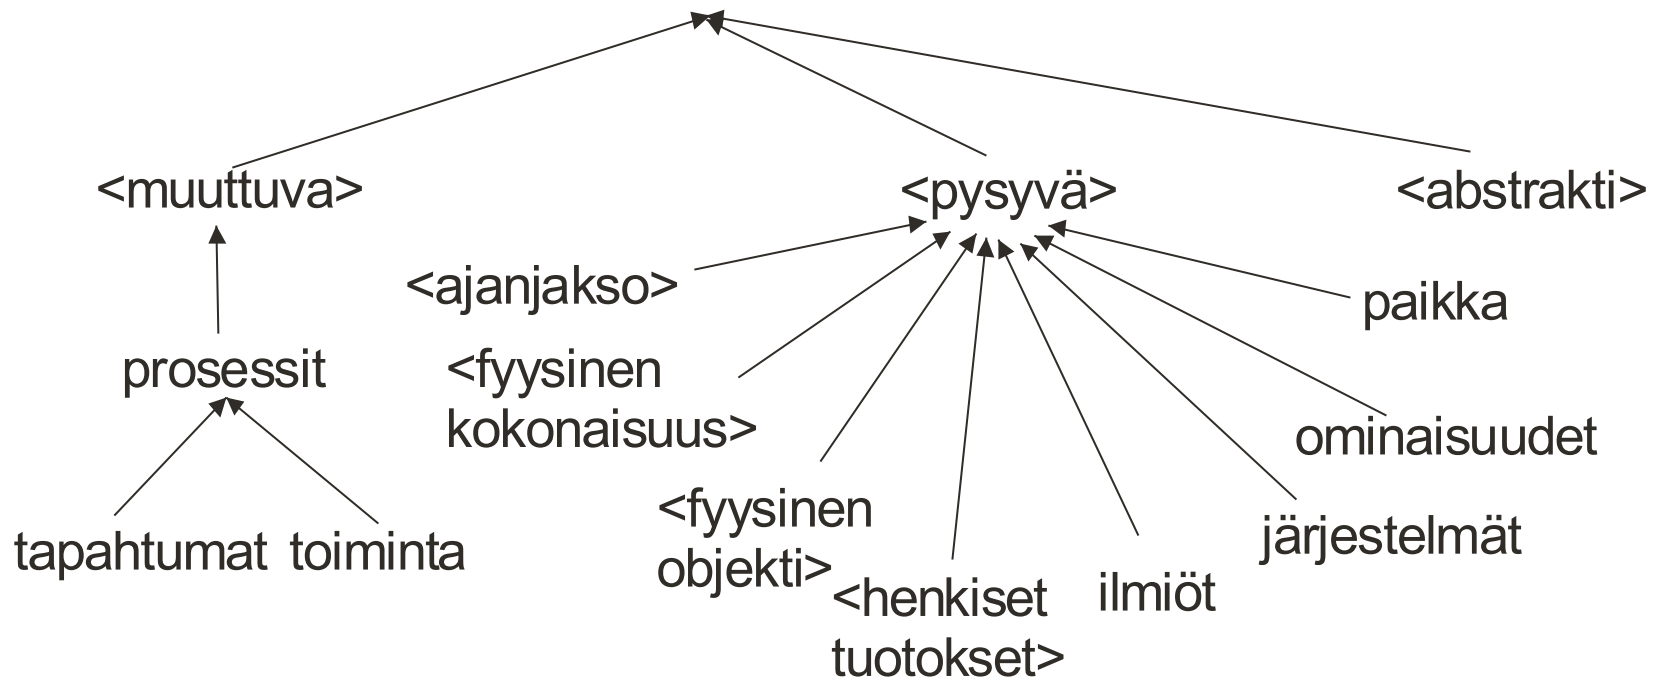 <muuttuva>
<pysyvä>
<abstrakti>
<ajanjakso>
paikka
prosessit
<fyysinen
kokonaisuus>
ominaisuudet
tapahtumat
toiminta
<fyysinen
objekti>
järjestelmät
<henkiset
tuotokset>
ilmiöt